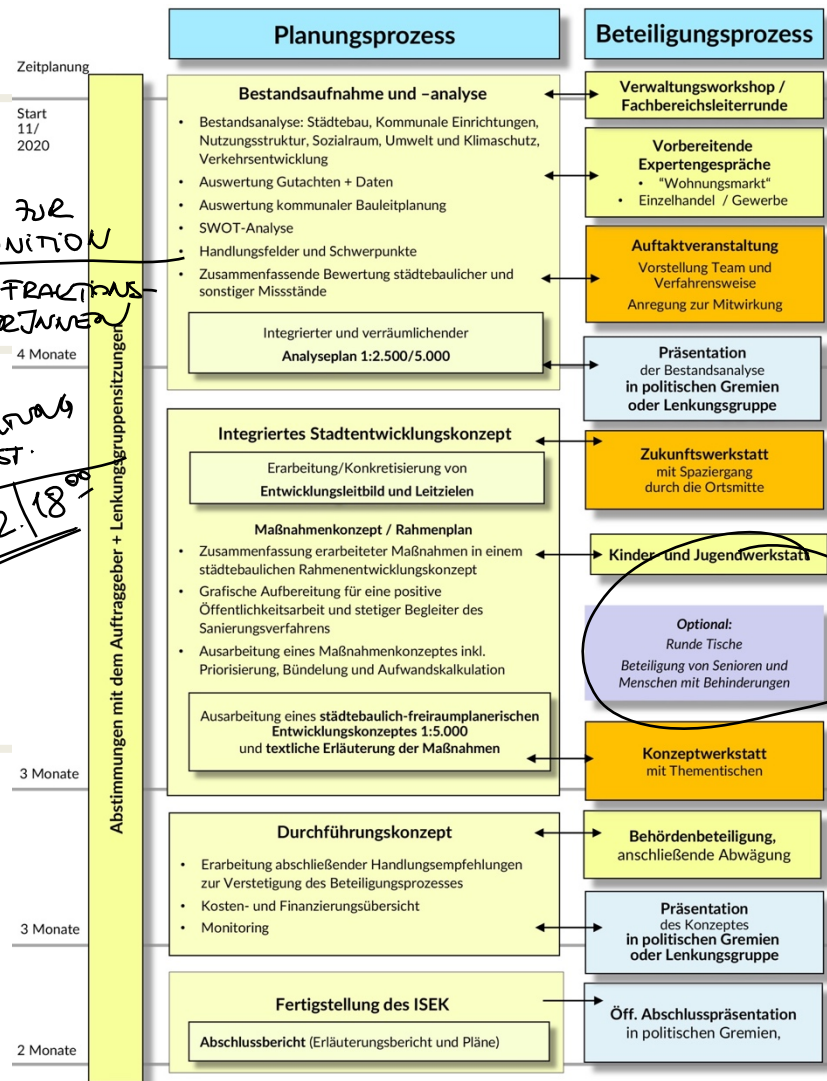 Planungsprozess
Beteiligungsprozess
Zeitplanung
Start
11/
2020
4 Monate
3 Monate
3 Monate
2 Monate
ZUR
FRAKTIONS-
18⁰⁰
Abstimmungen mit dem Auftraggeber + Lenkungsgruppensitzungen
Bestandsaufnahme und –analyse
• Bestandsanalyse: Städtebau, Kommunale Einrichtungen,
Nutzungsstruktur, Sozialraum, Umwelt und Klimaschutz,
Verkehrsentwicklung
• Auswertung Gutachten + Daten
• Auswertung kommunaler Bauleitplanung
• SWOT-Analyse
• Handlungsfelder und Schwerpunkte
• Zusammenfassende Bewertung städtebaulicher und
sonstiger Missstände
Integrierter und verräumlichender
Analyseplan 1:2.500/5.000
Integriertes Stadtentwicklungskonzept
Erarbeitung/Konkretisierung von
Entwicklungsleitbild und Leitzielen
Maßnahmenkonzept / Rahmenplan
• Zusammenfassung erarbeiteter Maßnahmen in einem
städtebaulichen Rahmenentwicklungskonzept
• Grafische Aufbereitung für eine positive
Öffentlichkeitsarbeit und stetiger Begleiter des
Sanierungsverfahrens
• Ausarbeitung eines Maßnahmenkonzeptes inkl.
Priorisierung, Bündelung und Aufwandskalkulation
Ausarbeitung eines städtebaulich-freiraumplanerischen
Entwicklungskonzeptes 1:5.000
und textliche Erläuterung der Maßnahmen
Durchführungskonzept
• Erarbeitung abschließender Handlungsempfehlungen
zur Verstetigung des Beteiligungsprozesses
• Kosten- und Finanzierungsübersicht
• Monitoring
Fertigstellung des ISEK
Abschlussbericht (Erläuterungsbericht und Pläne)
Verwaltungsworkshop /
Fachbereichsleiterrunde
Vorbereitende
Expertengespräche
• "Wohnungsmarkt"
• Einzelhandel / Gewerbe
Auftaktveranstaltung
Vorstellung Team und
Verfahrensweise
Anregung zur Mitwirkung
Präsentation
der Bestandsanalyse
in politischen Gremien
oder Lenkungsgruppe
Zukunftswerkstatt
mit Spaziergang
durch die Ortsmitte
Kinder- und Jugendwerkstatt
Optional:
Runde Tische
Beteiligung von Senioren und
Menschen mit Behinderungen
Konzeptwerkstatt
mit Thementischen
Behördenbeteiligung,
anschließende Abwägung
Präsentation
des Konzeptes
in politischen Gremien
oder Lenkungsgruppe
Öff. Abschlusspräsentation
in politischen Gremien,